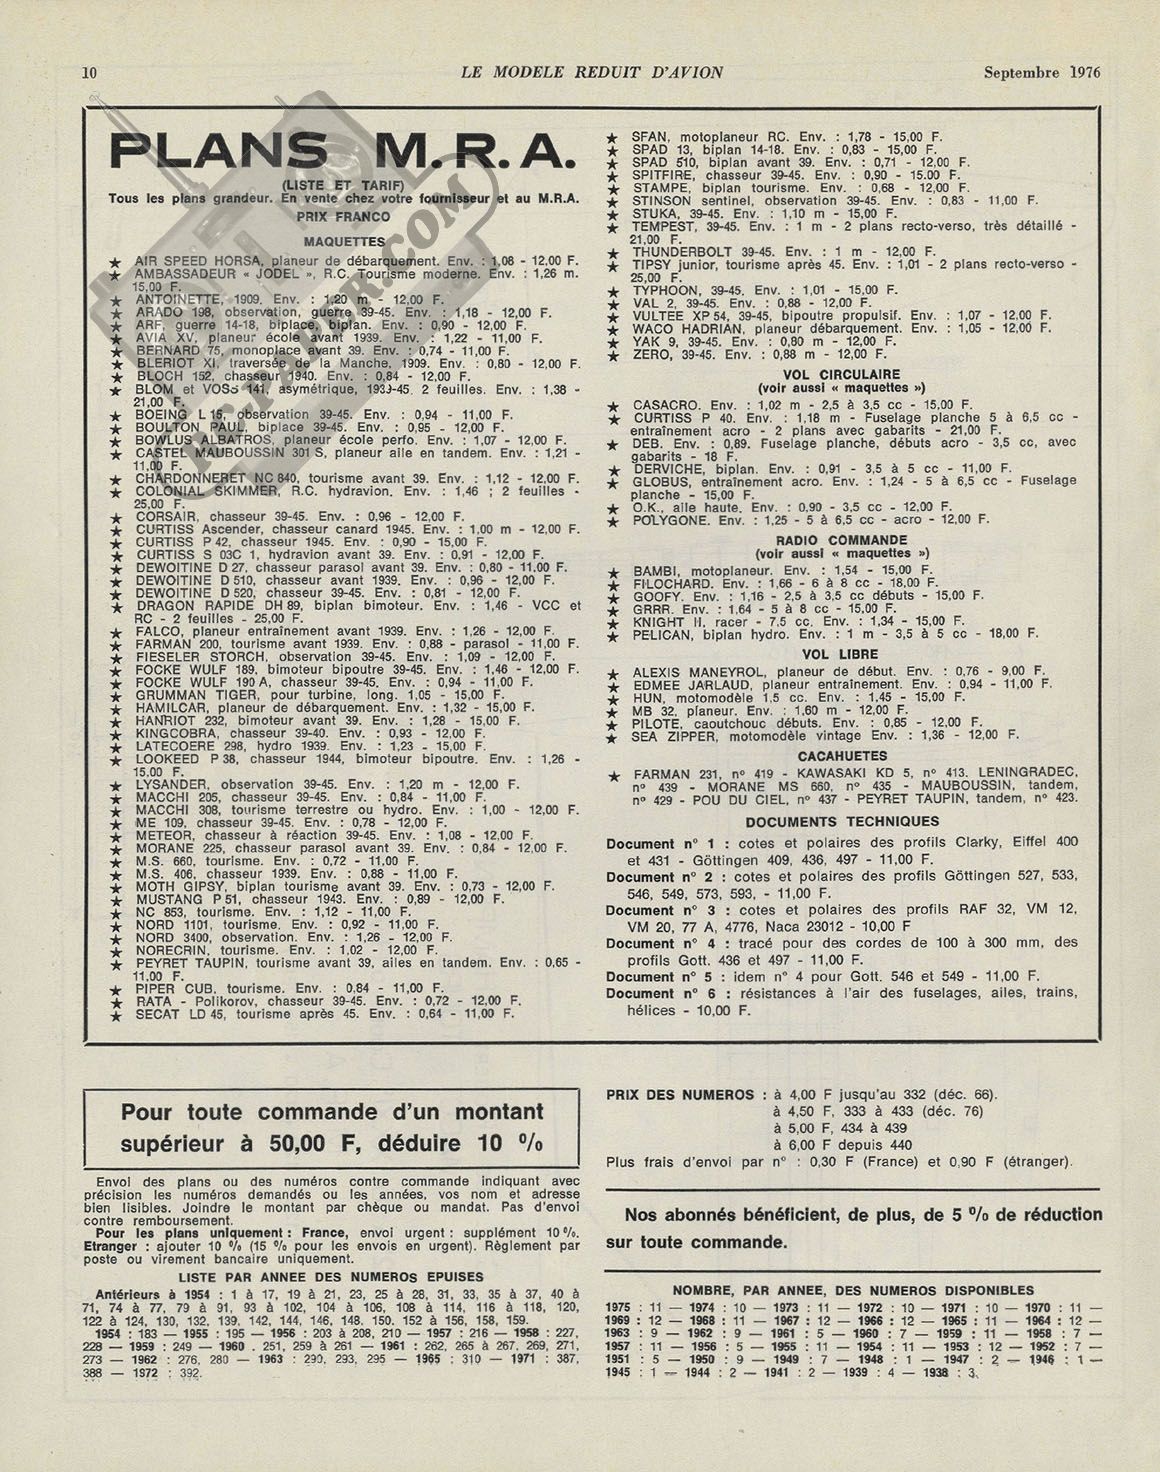 10
LE MODELE REDUIT D'AVION
Septembre 1976
PLANS M.R.A.
(LISTE ET TARIF)
Tous les plans grandeur. En vente chez votre fournisseur et au M.R.A.
PRIX FRANCO
MAQUETTES
★ AIR SPEED HORSA, planeur de débarquement. Env. : 1,08 - 12,00 F.
★ AMBASSADEUR « JODEL », R.C. Tourisme moderne. Env. : 1,26 m.
15,00 F.
★ ANTOINETTE, 1909. Env. : 1,20 m - 12,00 F.
★ ARADO 198, observation, guerre 39-45. Env. : 1,18 - 12,00 F.
★ ARF, guerre 14-18, biplace, biplan. Env. : 0,90 - 12,00 F.
★ AVIA XV, planeur école avant 1939. Env. : 1,22 - 11,00 F.
★ BERNARD 75, monoplace avant 39. Env. : 0,74 - 11,00 F.
★ BLERIOT XI, traversée de la Manche. 1909. Env. : 0,80 - 12,00 F.
★ BLOCH 152, chasseur 1940. Env. : 0,84 - 12,00 F.
★ BLOM et VOSS 141, asymétrique, 1939-45. 2 feuilles. Env. : 1,38 -
21,00 F.
★ BOEING L 15, observation 39-45. Env. : 0,94 - 11,00 F.
★ BOULTON PAUL, biplace 39-45. Env. : 0,95 - 12,00 F.
★ BOWLUS ALBATROS, planeur école perfo. Env. : 1,07 - 12,00 F.
★ CASTEL MAUBOUSSIN 301 S, planeur aile en tandem. Env. : 1,21 -
11,00 F.
★ CHARDONNERET NC 840, tourisme avant 39. Env. : 1,12 - 11,00 F.
★ COLONIAL SKIMMER, R.C. hydravion. Env. : 1,46 ; 2 feuilles -
25,00 F.
★ CORSAIR, chasseur 39-45. Env. : 0,96 - 12,00 F.
★ CURTISS Ascender, chasseur canard 1945. Env. : 1,00 m - 12,00 F.
★ CURTISS P 42, chasseur 1945. Env. : 0,90 - 15,00 F.
★ CURTISS S 03C 1, hydravion avant 39. Env. : 0,91 - 12,00 F.
★ DEWOITINE D 27, chasseur parasol avant 39. Env. : 0,80 - 11.00 F.
★ DEWOITINE D 510, chasseur avant 1939. Env. : 0,96 - 12,00 F.
★ DEWOITINE D 520, chasseur 39-45. Env. : 0,81 - 12,00 F.
★ DRAGON RAPIDE DH 89, biplan bimoteur. Env. : 1,46 - VCC et
RC - 2 feuilles - 25,00 F.
★ FALCO, planeur entraînement avant 1939. Env. : 1,26 - 12,00 F.
★ FARMAN 200, tourisme avant 1939. Env. : 0,88 - parasol - 11,00 F.
★ FIESELER STORCH, observation 39-45. Env. : 1,09 - 12,00 F.
★ FOCKE WULF 189, bimoteur bipoutre 39-45. Env. : 1,46 - 12,00 F.
★ FOCKE WULF 190 A, chasseur 39-45. Env. : 0,94 - 11,00 F.
★ GRUMMAN TIGER, pour turbine, long. 1,05 - 15,00 F.
★ HAMILCAR, planeur de débarquement. Env. : 1,32 - 15,00 F.
★ HANRIOT 232, bimoteur avant 39. Env. : 1,28 - 15,00 F.
★ KINGCOBRA, chasseur 39-40. Env. : 0,93 - 12,00 F.
★ LATECOERE 298, hydro 1939. Env. : 1,23 - 15,00 F.
★ LOOKEED P 38, chasseur 1944, bimoteur bipoutre. Env. : 1,26 -
15.00 F.
★ LYSANDER, observation 39-45. Env. : 1,20 m - 12,00 F.
★ MACCHI 205, chasseur 39-45. Env. : 0,84 - 11,00 F.
★ MACCHI 308, tourisme terrestre ou hydro. Env. : 1,00 - 12,00 F.
★ ME 109, chasseur 39-45. Env. : 0,78 - 12,00 F.
★ METEOR, chasseur à réaction 39-45. Env. : 1,08 - 12,00 F.
★ MORANE 225, chasseur parasol avant 39. Env. : 0,84 - 12,00 F.
★ M.S. 660, tourisme. Env. : 0,72 - 11,00 F.
★ M.S. 406, chasseur 1939. Env. : 0,88 - 11,00 F.
★ MOTH GIPSY, biplan tourisme avant 39. Env. : 0,73 - 12,00 F.
★ MUSTANG P 51, chasseur 1943. Env. : 0,89 - 12,00 F.
★ NC 853, tourisme. Env. : 1,12 - 11,00 F.
★ NORD 1101, tourisme. Env. : 0,92 - 11,00 F.
★ NORD 3400, observation. Env. : 1,26 - 12,00 F.
★ NORECRIN, tourisme. Env. : 1,02 - 12,00 F.
★ PEYRET TAUPIN, tourisme avant 39, ailes en tandem. Env. : 0,65 -
11,00 F.
★ PIPER CUB, tourisme. Env. : 0,84 - 11,00 F.
★ RATA - Polikorov, chasseur 39-45. Env. : 0,72 - 12,00 F.
★ SECAT LD 45, tourisme après 45. Env. : 0,64 - 11,00 F.
★ SFAN, motoplaneur RC. Env. : 1,78 - 15,00 F.
★ SPAD 13, biplan 14-18. Env. : 0,83 - 15,00 F.
★ SPAD 510, biplan avant 39. Env. : 0,71 - 12,00 F.
★ SPITFIRE, chasseur 39-45. Env. : 0,90 - 15.00 F.
★ STAMPE, biplan tourisme. Env. : 0,68 - 12,00 F.
★ STINSON sentinel, observation 39-45. Env. : 0,83 - 11,00 F.
★ STUKA, 39-45. Env. : 1,10 m - 15,00 F.
★ TEMPEST, 39-45. Env. : 1 m - 2 plans recto-verso, très détaillé -
21,00 F.
★ THUNDERBOLT 39-45. Env. : 1 m - 12,00 F.
★ TIPSY junior, tourisme après 45. Env. : 1,01 - 2 plans recto-verso -
25,00 F.
★ TYPHOON, 39-45. Env. : 1,01 - 15,00 F.
★ VAL 2, 39-45. Env. : 0,88 - 12,00 F.
★ VULTEE XP 54, 39-45, bipoutre propulsif. Env. : 1,07 - 12,00 F.
★ WACO HADRIAN, planeur débarquement. Env. : 1,05 - 12,00 F.
★ YAK 9, 39-45. Env. : 0,80 m - 12,00 F.
★ ZERO, 39-45. Env. : 0,88 m - 12,00 F.
VOL CIRCULAIRE
(voir aussi « maquettes »)
★ CASACRO. Env. : 1,02 m - 2,5 à 3,5 cc - 15,00 F.
★ CURTISS P 40. Env. : 1,18 m - Fuselage planche 5 à 6,5 cc -
entraînement acro - 2 plans avec gabarits - 21,00 F.
★ DEB. Env. : 0,89. Fuselage planche, débuts acro - 3,5 cc, avec
gabarits - 18 F.
★ DERVICHE, biplan. Env. : 0,91 - 3,5 à 5 cc - 11,00 F.
★ GLOBUS, entraînement acro. Env. : 1,24 - 5 à 6,5 cc - Fuselage
planche - 15,00 F.
★ O.K., aile haute. Env. : 0,90 - 3,5 cc - 12,00 F.
★ POLYGONE. Env. : 1,25 - 5 à 6,5 cc - acro - 12,00 F.
RADIO COMMANDE
(voir aussi « maquettes »)
★ BAMBI, motoplaneur. Env. : 1,54 - 15,00 F.
★ FILOCHARD. Env. : 1,66 - 6 à 8 cc - 18,00 F.
★ GOOFY. Env. : 1,16 - 2,5 à 3,5 cc débuts - 15,00 F.
★ GRRR. Env. : 1,64 - 5 à 8 cc - 15,00 F.
★ KNIGHT II, racer - 7,5 cc. Env. : 1,34 - 15,00 F.
★ PELICAN, biplan hydro. Env. : 1 m - 3,5 à 5 cc - 18,00 F.
VOL LIBRE
★ ALEXIS MANEYROL, planeur de début. Env. : 0,76 - 9,00 F.
★ EDMEE JARLAUD, planeur entraînement. Env. : 0,94 - 11,00 F.
★ HUN, motomodèle 1,5 cc. Env. : 1,45 - 15,00 F.
★ MB 32, planeur. Env. : 1,60 m - 12,00 F.
★ PILOTE, caoutchouc débuts. Env. : 0,85 - 12,00 F.
★ SEA ZIPPER, motomodèle vintage Env. : 1,36 - 12,00 F.
CACAHUETES
★ FARMAN 231, n° 419 - KAWASAKI KD 5, n° 413. LENINGRADEC,
n° 439 - MORANE MS 660, n° 435 - MAUBOUSSIN, tandem,
n° 429 - POU DU CIEL, n° 437 - PEYRET TAUPIN, tandem, n° 423.
DOCUMENTS TECHNIQUES
Document n° 1 : cotes et polaires des profils Clarky, Eiffel 400
et 431 - Göttingen 409, 436, 497 - 11,00 F.
Document n° 2 : cotes et polaires des profils Göttingen 527, 533,
546, 549, 573, 593, - 11,00 F.
Document n° 3 : cotes et polaires des profils RAF 32, VM 12,
VM 20, 77 A, 4776, Naca 23012 - 10,00 F
Document n° 4 : tracé pour des cordes de 100 à 300 mm, des
profils Gott. 436 et 497 - 11,00 F.
Document n° 5 : idem n° 4 pour Gott. 546 et 549 - 11,00 F.
Document n° 6 : résistances à l'air des fuselages, ailes, trains,
hélices - 10,00 F.
RC-PAPER.COM
Pour toute commande d'un montant
supérieur à 50,00 F, déduire 10 %
Envoi des plans ou des numéros contre commande indiquant avec
précision les numéros demandés ou les années, vos nom et adresse
bien lisibles. Joindre le montant par chèque ou mandat. Pas d'envoi
contre remboursement.
Pour les plans uniquement : France, envoi urgent : supplément 10 %.
Etranger : ajouter 10 % (15 % pour les envois en urgent). Règlement par
poste ou virement bancaire uniquement.
LISTE PAR ANNEE DES NUMEROS EPUISES
Antérieurs à 1954 : 1 à 17, 19 à 21, 23, 25 à 28, 31, 33, 35 à 37, 40 à
71, 74 à 77, 79 à 91, 93 à 102, 104 à 106, 108 à 114, 116 à 118, 120,
122 à 124, 130, 132, 139, 142, 144, 146, 148, 150. 152 à 156, 158, 159.
1954 : 183 — 1955 : 195 — 1956 : 203 à 208, 210 — 1957 : 216 — 1958 : 227,
228 — 1959 : 249 — 1960 . 251, 259 à 261 — 1961 : 262, 265 à 267, 269, 271,
273 — 1962 : 276, 280 — 1963 : 290, 293, 295 — 1965 : 310 — 1971 : 387,
388 — 1972 : 392.
PRIX DES NUMEROS : à 4,00 F jusqu'au 332 (déc. 66).
à 4,50 F, 333 à 433 (déc. 76)
à 5,00 F, 434 à 439
à 6,00 F depuis 440
Plus frais d'envoi par n° : 0,30 F (France) et 0,90 F (étranger).
Nos abonnés bénéficient, de plus, de 5 % de réduction
sur toute commande.
NOMBRE, PAR ANNEE, DES NUMEROS DISPONIBLES
1975 : 11 — 1974 : 10 — 1973 : 11 — 1972 : 10 — 1971 : 10 — 1970 : 11 —
1969 : 12 — 1968 : 11 — 1967 : 12 — 1966 : 12 — 1965 : 11 — 1964 : 12 —
1963 : 9 — 1962 : 9 — 1961 : 5 — 1960 : 7 — 1959 : 11 — 1958 : 7 —
1957 : 11 — 1956 : 5 — 1955 : 11 — 1954 : 11 — 1953 : 12 — 1952 : 7 —
1951 : 5 — 1950 : 9 — 1949 : 7 — 1948 : 1 — 1947 : 2 — 1946 : 1 —
1945 : 1 — 1944 : 2 — 1941 : 2 — 1939 : 4 — 1938 : 3.